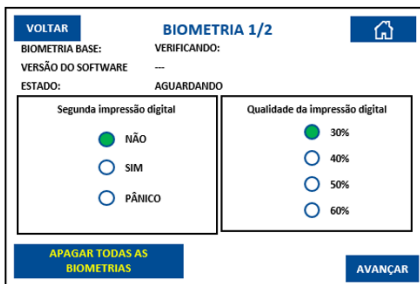 VOLTAR
BIOMETRIA 1/2
BIOMETRIA BASE: VERIFICANDO:
VERSÃO DO SOFTWARE ---
ESTADO: AGUARDANDO
Segunda impressão digital
NÃO
SIM
PÂNICO
Qualidade da impressão digital
30%
40%
50%
60%
APAGAR TODAS AS
BIOMETRIAS
AVANÇAR